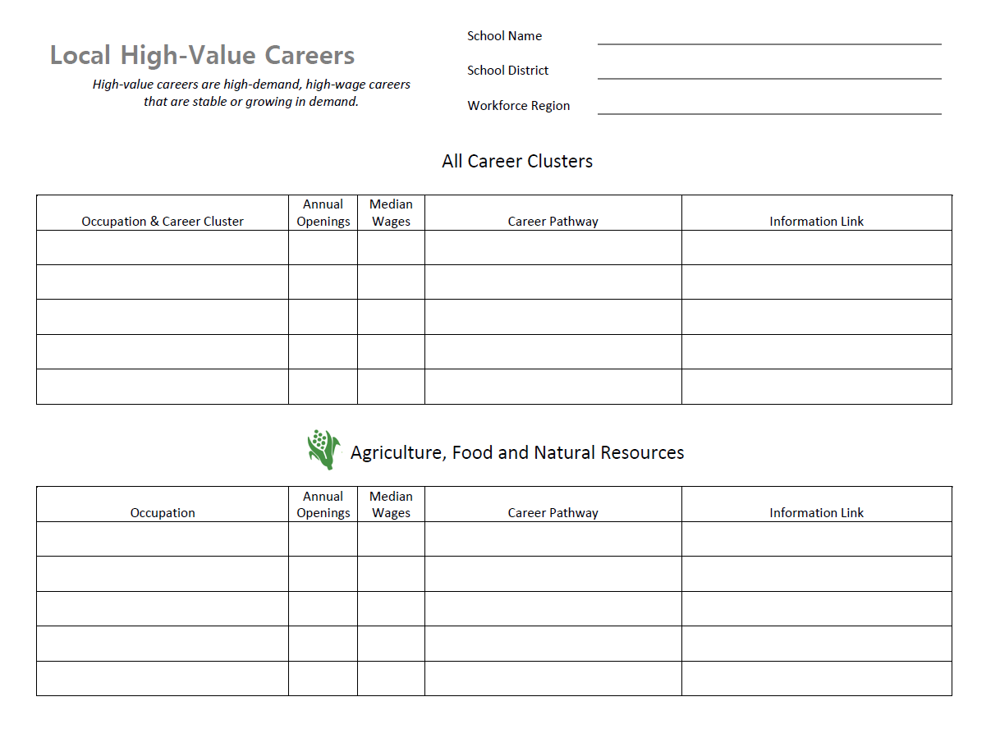 Local High-Value Careers
High-value careers are high-demand, high-wage careers
that are stable or growing in demand.
School Name
School District
Workforce Region
All Career Clusters
Occupation & Career Cluster
Annual
Openings
Median
Wages
Career Pathway
Information Link
Agriculture, Food and Natural Resources
Occupation
Annual
Openings
Median
Wages
Career Pathway
Information Link